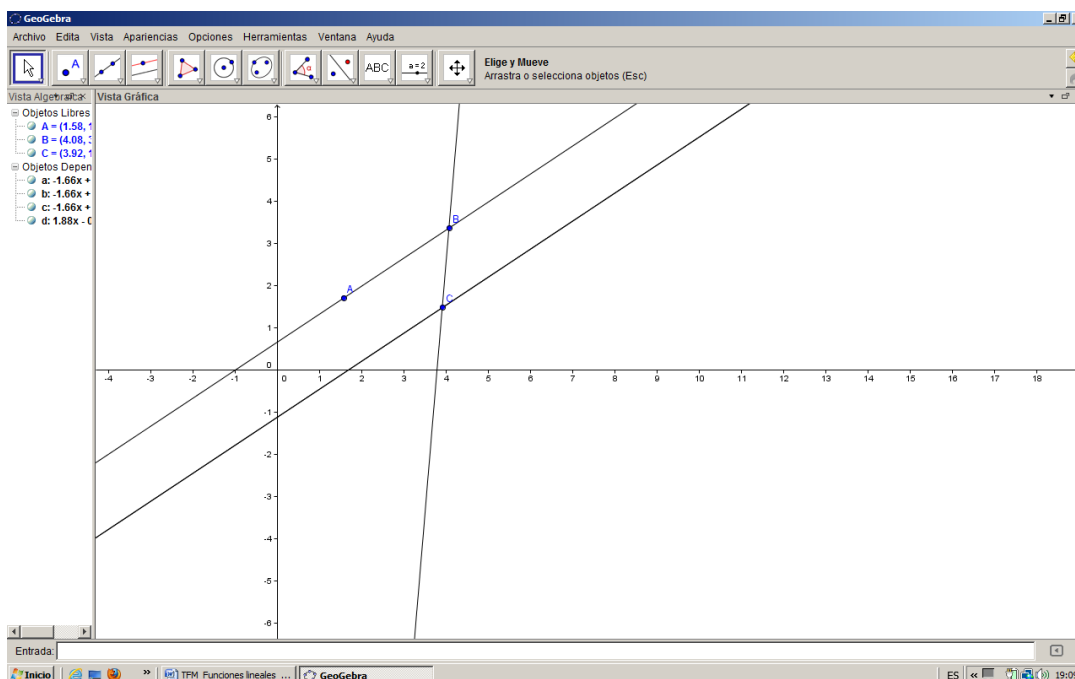 GeoGebra
Archivo Edita Vista Apariencias Opciones Herramientas Ventana Ayuda
A
ABC
a=2
Elige y Mueve
Arrastra o selecciona objetos (Esc)
Vista Gráfica
Objetos Libres
A = (1.58, 1
B = (4.08, 3
C = (3.92, 1
Objetos Depen
a: -1.66x +
b: -1.66x +
c: -1.66x +
d: 1.88x - 0
6
5
4
3
2
1
0
-1
-2
-3
-4
-5
-6
-4 -3 -2 -1 0 1 2 3 4 5 6 7 8 9 10 11 12 13 14 15 16 17 18
A
B
C
Entrada:
Inicio
»
TFM Funciones lineales ...
GeoGebra
ES
«
19:09